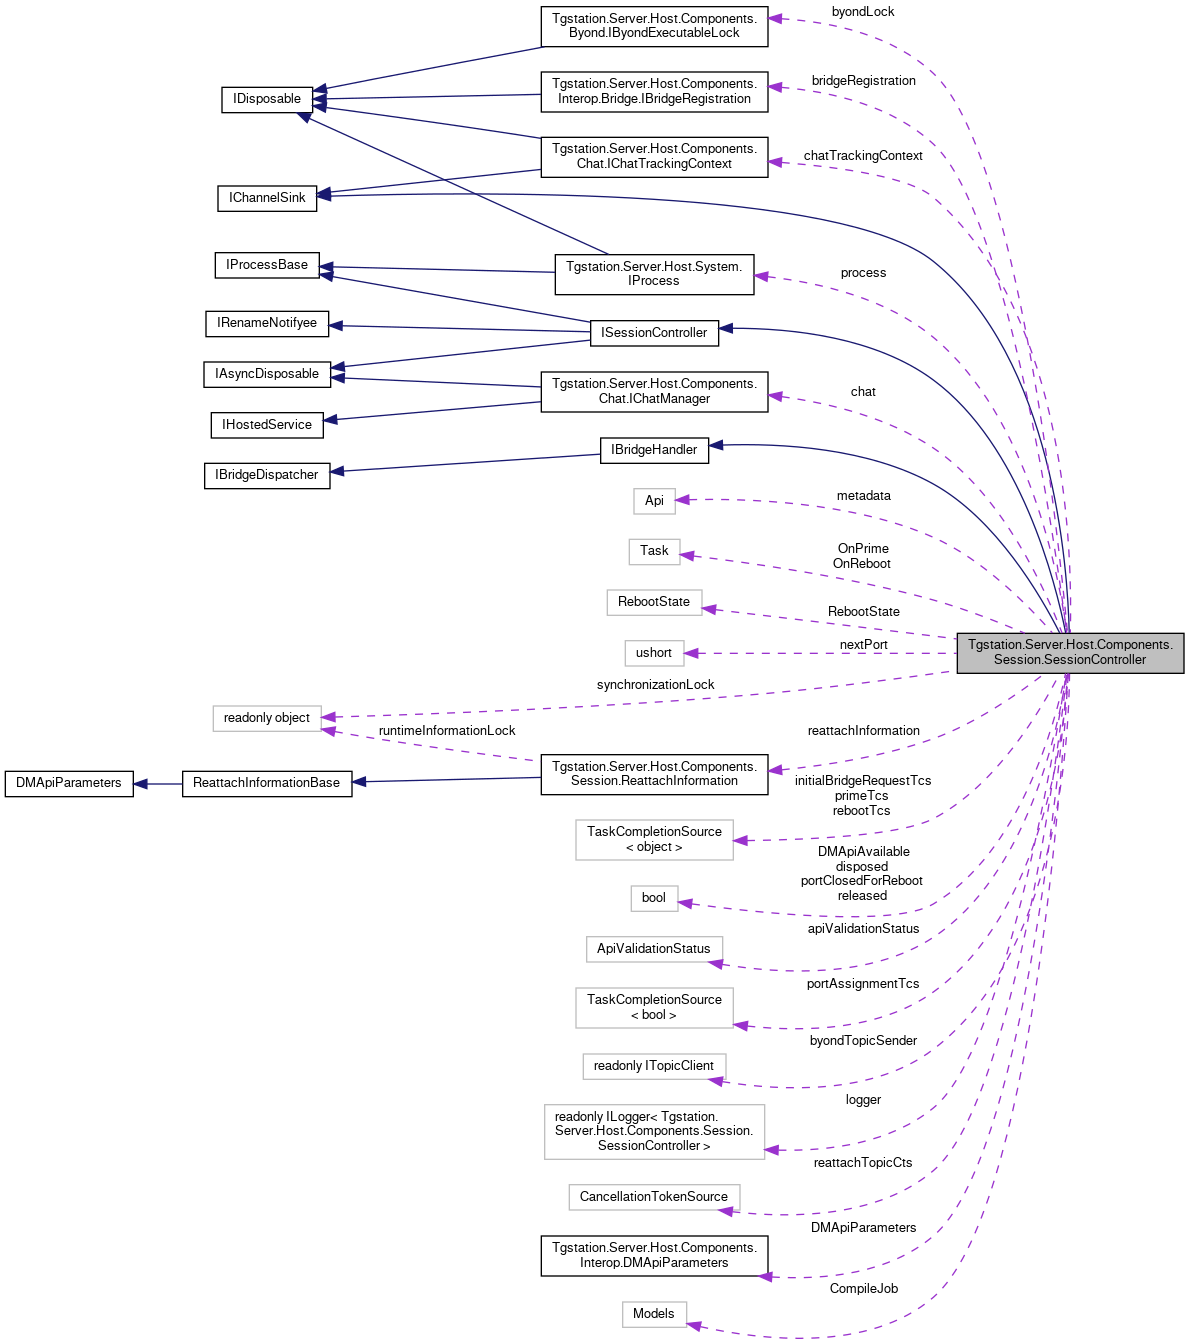 Tgstation.Server.Host.Components.
Byond.IByondExecutableLock
byondLock
Tgstation.Server.Host.Components.
Interop.Bridge.IBridgeRegistration
bridgeRegistration
IDisposable
Tgstation.Server.Host.Components.
Chat.IChatTrackingContext
chatTrackingContext
IChannelSink
IProcessBase
Tgstation.Server.Host.System.
IProcess
process
IRenameNotifyee
ISessionController
IAsyncDisposable
Tgstation.Server.Host.Components.
Chat.IChatManager
chat
IHostedService
IBridgeHandler
IBridgeDispatcher
Api
metadata
Task
OnPrime
OnReboot
RebootState
RebootState
ushort
nextPort
Tgstation.Server.Host.Components.
Session.SessionController
synchronizationLock
readonly object
runtimeInformationLock
reattachInformation
DMApiParameters
ReattachInformationBase
Tgstation.Server.Host.Components.
Session.ReattachInformation
initialBridgeRequestTcs
primeTcs
rebootTcs
TaskCompletionSource
< object >
DMApiAvailable
disposed
portClosedForReboot
released
bool
apiValidationStatus
ApiValidationStatus
portAssignmentTcs
TaskCompletionSource
< bool >
byondTopicSender
readonly ITopicClient
logger
readonly ILogger< Tgstation.
Server.Host.Components.Session.
SessionController >
reattachTopicCts
CancellationTokenSource
DMApiParameters
Tgstation.Server.Host.Components.
Interop.DMApiParameters
CompileJob
Models